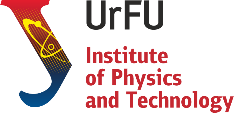 UrFU
Institute
of Physics
and Technology